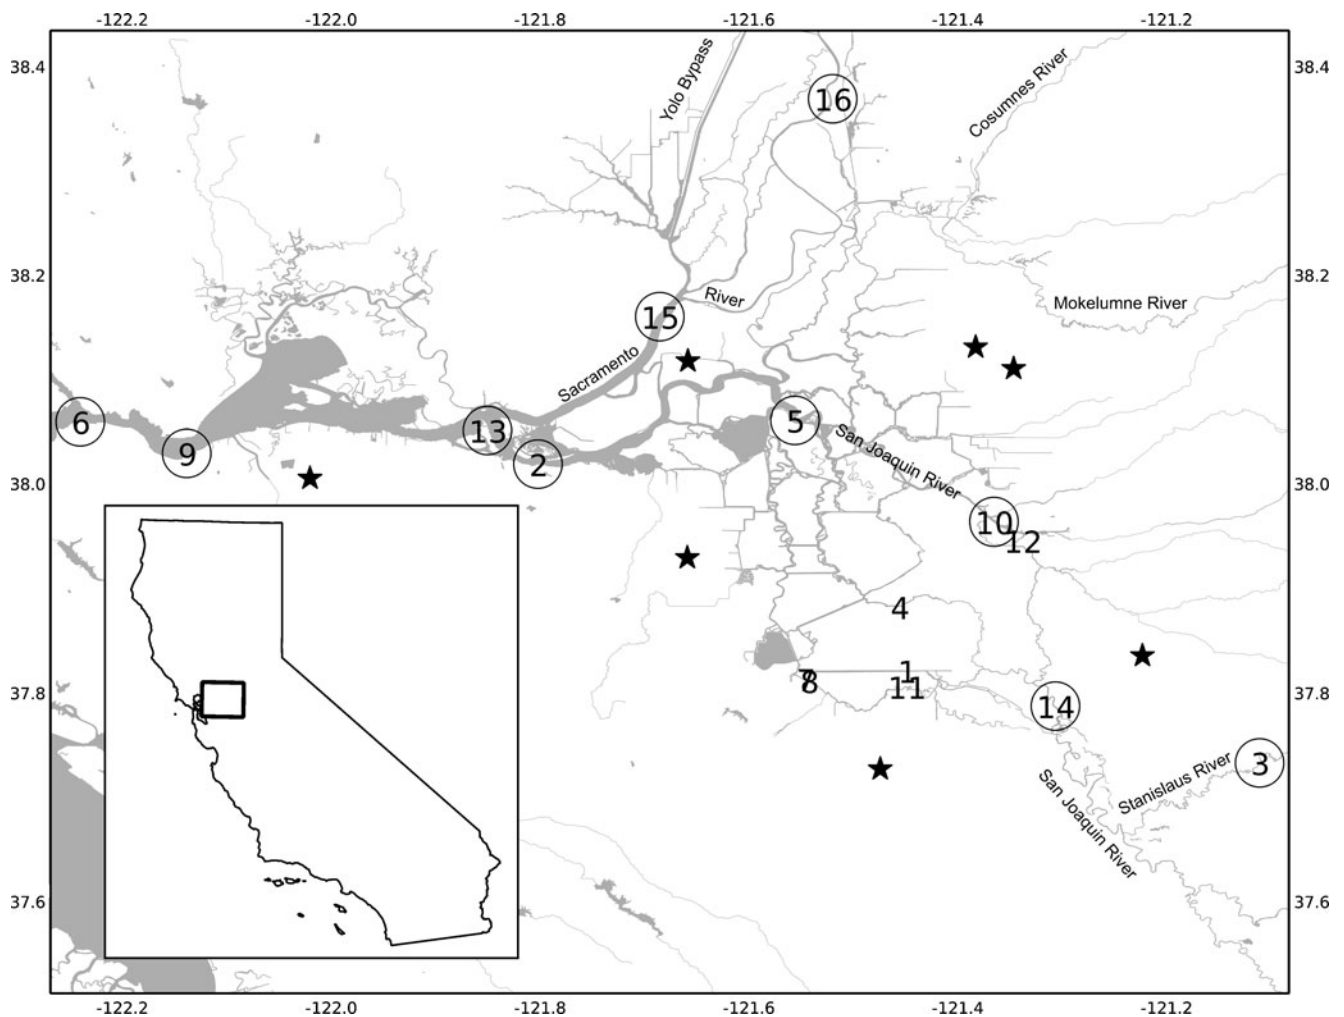 -122.2 -122.0 -121.8 -121.6 -121.4 -121.2
38.4 38.4
Yolo Bypass
Cosumnes River
16
38.2 38.2
River
Mokelumne River
15
Sacramento
6
5
13
9
2
San Joaquin River
38.0 38.0
10
12
4
1
7
8
11
37.8 37.8
14
3
Stanislaus River
San Joaquin River
37.6 37.6
-122.2 -122.0 -121.8 -121.6 -121.4 -121.2